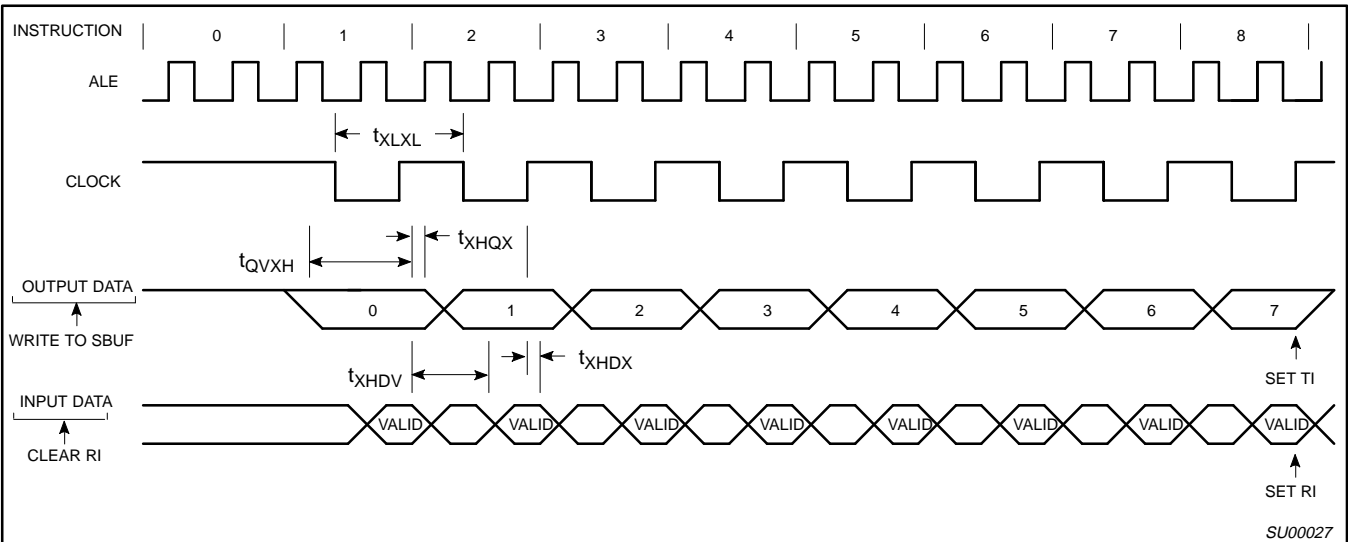 INSTRUCTION 0 1 2 3 4 5 6 7 8
ALE
tXLXL
CLOCK
tXHQX
tQVXH
OUTPUT DATA
0 1 2 3 4 5 6 7
WRITE TO SBUF
tXHDX
tXHDV
SET TI
INPUT DATA
VALID VALID VALID VALID VALID VALID VALID VALID
CLEAR RI
SET RI
SU00027